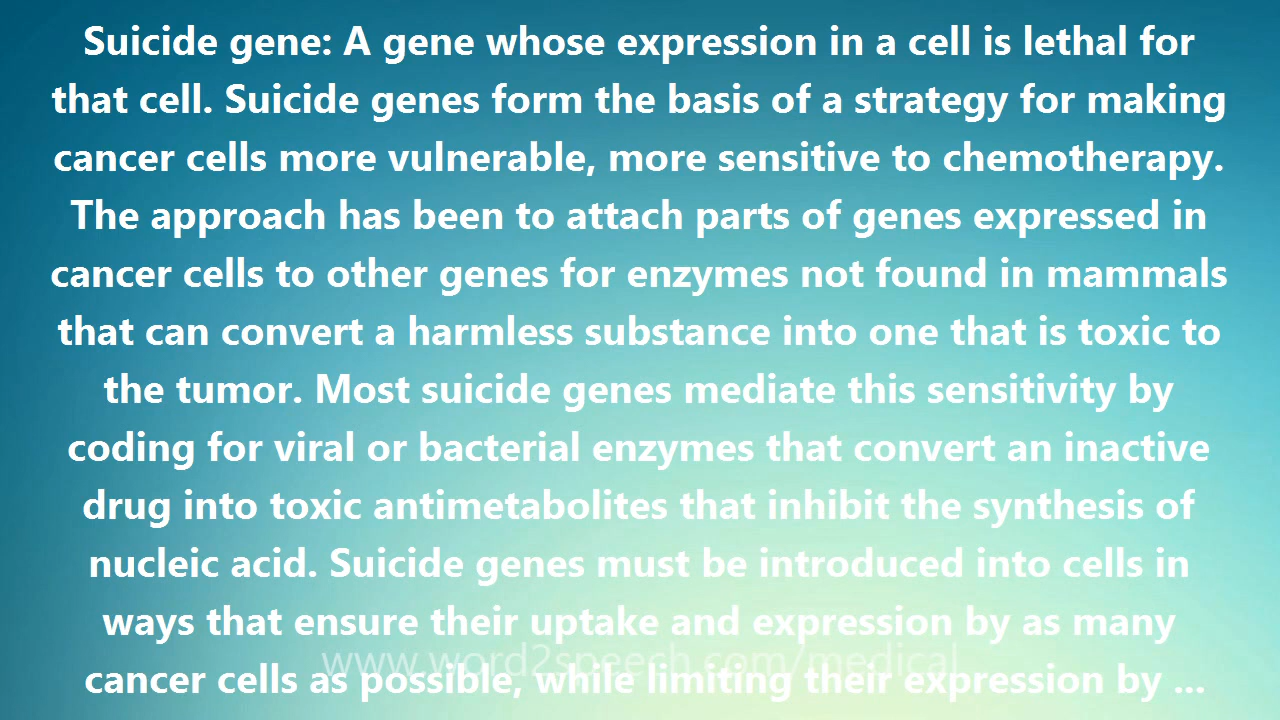 Suicide gene: A gene whose expression in a cell is lethal for
that cell. Suicide genes form the basis of a strategy for making
cancer cells more vulnerable, more sensitive to chemotherapy.
The approach has been to attach parts of genes expressed in
cancer cells to other genes for enzymes not found in mammals
that can convert a harmless substance into one that is toxic to
the tumor. Most suicide genes mediate this sensitivity by
coding for viral or bacterial enzymes that convert an inactive
drug into toxic antimetabolites that inhibit the synthesis of
nucleic acid. Suicide genes must be introduced into cells in
ways that ensure their uptake and expression by as many
www.word2speech.com/medical
cancer cells as possible, while limiting their expression by ...